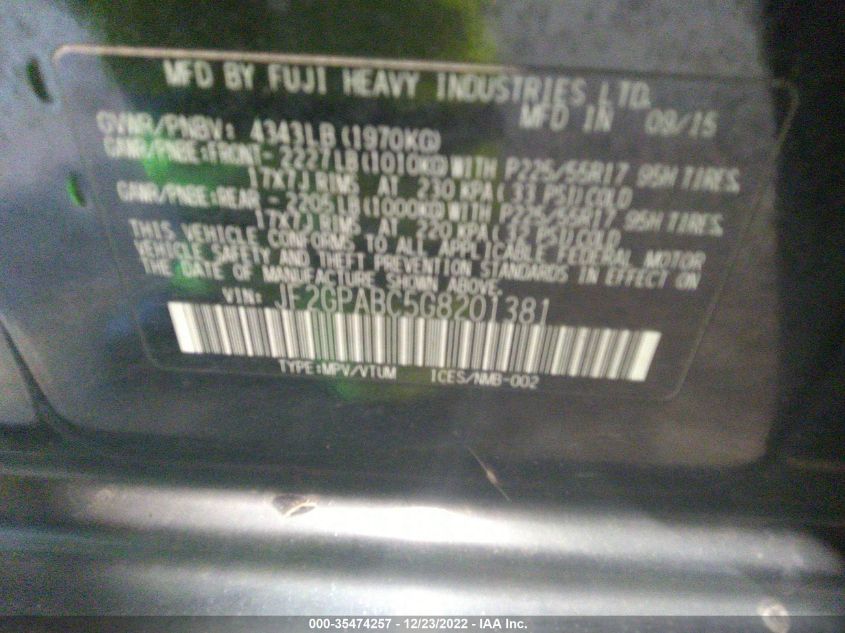 MFD BY FUJI HEAVY INDUSTRIES LTD.
MFD IN 09/15
GVWR/PNBV: 4343LB(1970KG)
GAWR/PNBE:FRONT- 2227LB(1010KG)WITH P225/55R17 95H TIRES,
17X7J RIMS AT 230 KPA(33 PSI)COLD
GAWR/PNBE:REAR - 2205LB(1000KG)WITH P225/55R17 95H TIRES,
17X7J RIMS AT 220 KPA(32 PSI)COLD
THIS VEHICLE CONFORMS TO ALL APPLICABLE FEDERAL MOTOR
VEHICLE SAFETY AND THEFT PREVENTION STANDARDS IN EFFECT ON
THE DATE OF MANUFACTURE SHOWN ABOVE.
VIN: JF2GPABC5G8201381
TYPE:MPV/VTUM ICES/NMB-002
000-35474257 - 12/23/2022 - IAA Inc.